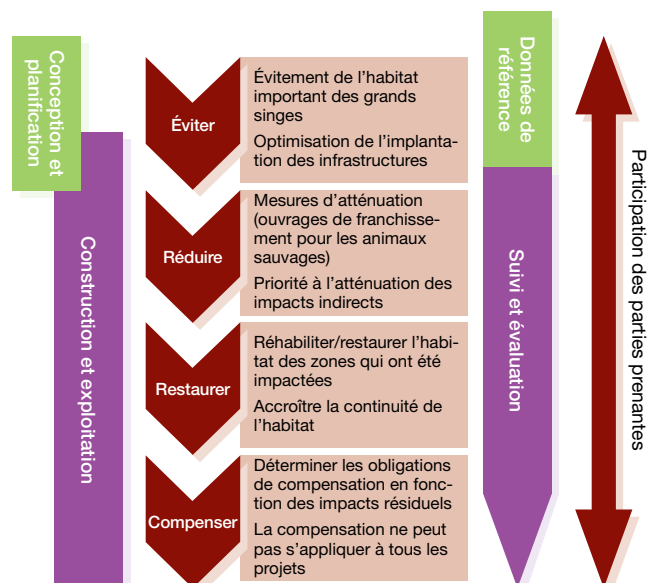 Conception et
planification
Construction et exploitation
Éviter
Évitement de l'habitat
important des grands
singes
Optimisation de l'implanta-
tion des infrastructures
Réduire
Mesures d'atténuation
(ouvrages de franchisse-
ment pour les animaux
sauvages)
Priorité à l'atténuation des
impacts indirects
Restaurer
Réhabiliter/restaurer l'habi-
tat des zones qui ont été
impactées
Accroître la continuité de
l'habitat
Compenser
Déterminer les obligations
de compensation en fonc-
tion des impacts résiduels
La compensation ne peut
pas s'appliquer à tous les
projets
Données de
référence
Suivi et évaluation
Participation des parties prenantes